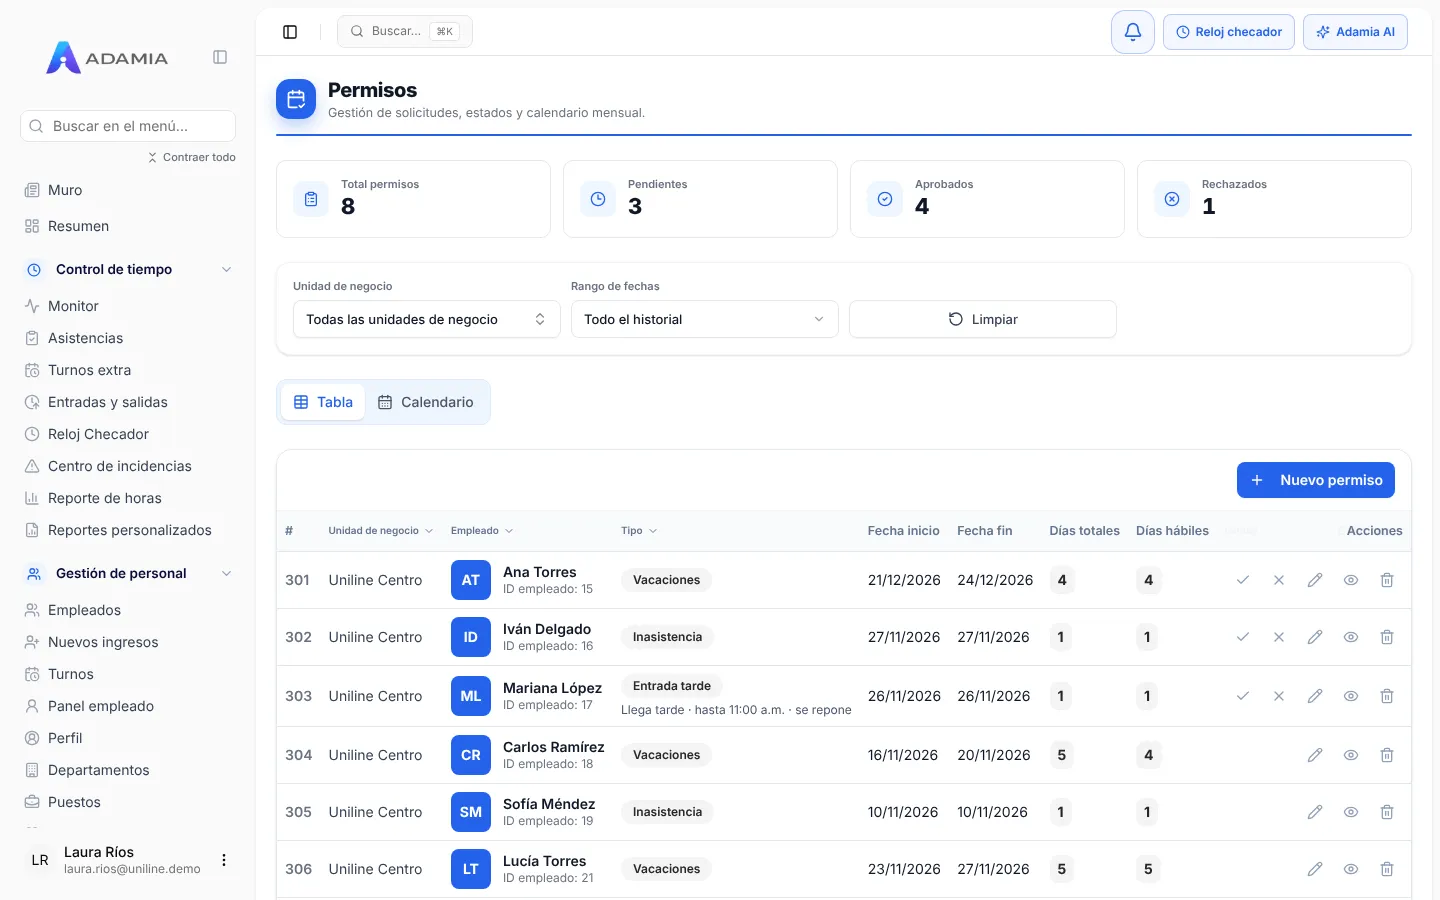 ADAMIA
Buscar en el menú...
Contraer todo
Muro
Resumen
Control de tiempo
Monitor
Asistencias
Turnos extra
Entradas y salidas
Reloj Checador
Centro de incidencias
Reporte de horas
Reportes personalizados
Gestión de personal
Empleados
Nuevos ingresos
Turnos
Panel empleado
Perfil
Departamentos
Puestos
LR
Laura Ríos
laura.rios@uniline.demo
Buscar... ⌘K
Reloj checador
Adamia AI
Permisos
Gestión de solicitudes, estados y calendario mensual.
Total permisos
8
Pendientes
3
Aprobados
4
Rechazados
1
Unidad de negocio
Todas las unidades de negocio
Rango de fechas
Todo el historial
Limpiar
Tabla
Calendario
+ Nuevo permiso
# Unidad de negocio Empleado Tipo Fecha inicio Fecha fin Días totales Días hábiles Acciones
301 Uniline Centro AT Ana Torres Vacaciones 21/12/2026 24/12/2026 4 4
ID empleado: 15
302 Uniline Centro ID Iván Delgado Inasistencia 27/11/2026 27/11/2026 1 1
ID empleado: 16
303 Uniline Centro ML Mariana López Entrada tarde 26/11/2026 26/11/2026 1 1
ID empleado: 17 Llega tarde · hasta 11:00 a.m. · se repone
304 Uniline Centro CR Carlos Ramírez Vacaciones 16/11/2026 20/11/2026 5 4
ID empleado: 18
305 Uniline Centro SM Sofía Méndez Inasistencia 10/11/2026 10/11/2026 1 1
ID empleado: 19
306 Uniline Centro LT Lucía Torres Vacaciones 23/11/2026 27/11/2026 5 5
ID empleado: 21